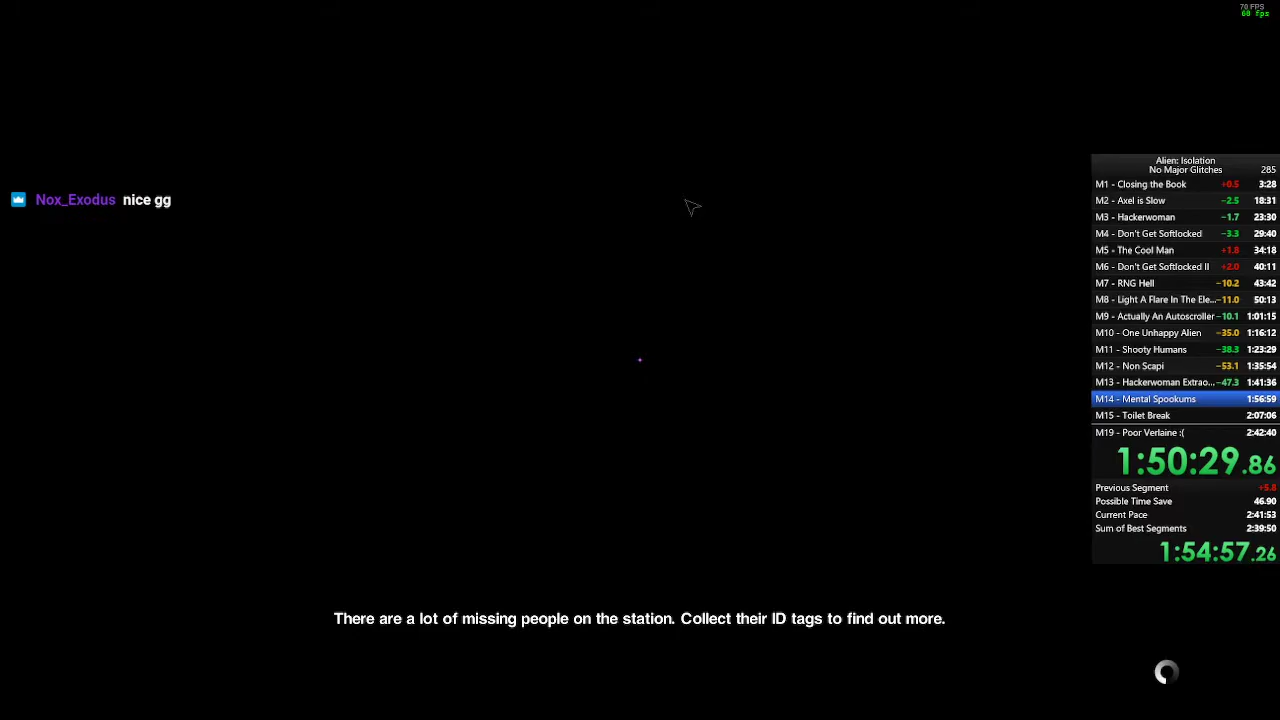 70 FPS
60 fps
Nox_Exodus nice gg
Alien: Isolation
No Major Glitches 285
M1 - Closing the Book +0.5 3:28
M2 - Axel is Slow −2.5 18:31
M3 - Hackerwoman −1.7 23:30
M4 - Don't Get Softlocked −3.3 29:40
M5 - The Cool Man +1.8 34:18
M6 - Don't Get Softlocked II +2.0 40:11
M7 - RNG Hell −10.2 43:42
M8 - Light A Flare In The Ele... −11.0 50:13
M9 - Actually An Autoscroller −10.1 1:01:15
M10 - One Unhappy Alien −35.0 1:16:12
M11 - Shooty Humans −38.3 1:23:29
M12 - Non Scapi −53.1 1:35:54
M13 - Hackerwoman Extrao... −47.3 1:41:36
M14 - Mental Spookums 1:56:59
M15 - Toilet Break 2:07:06
M19 - Poor Verlaine :( 2:42:40
1:50:29.86
Previous Segment +5.8
Possible Time Save 46.90
Current Pace 2:41:53
Sum of Best Segments 2:39:50
1:54:57.26
There are a lot of missing people on the station. Collect their ID tags to find out more.